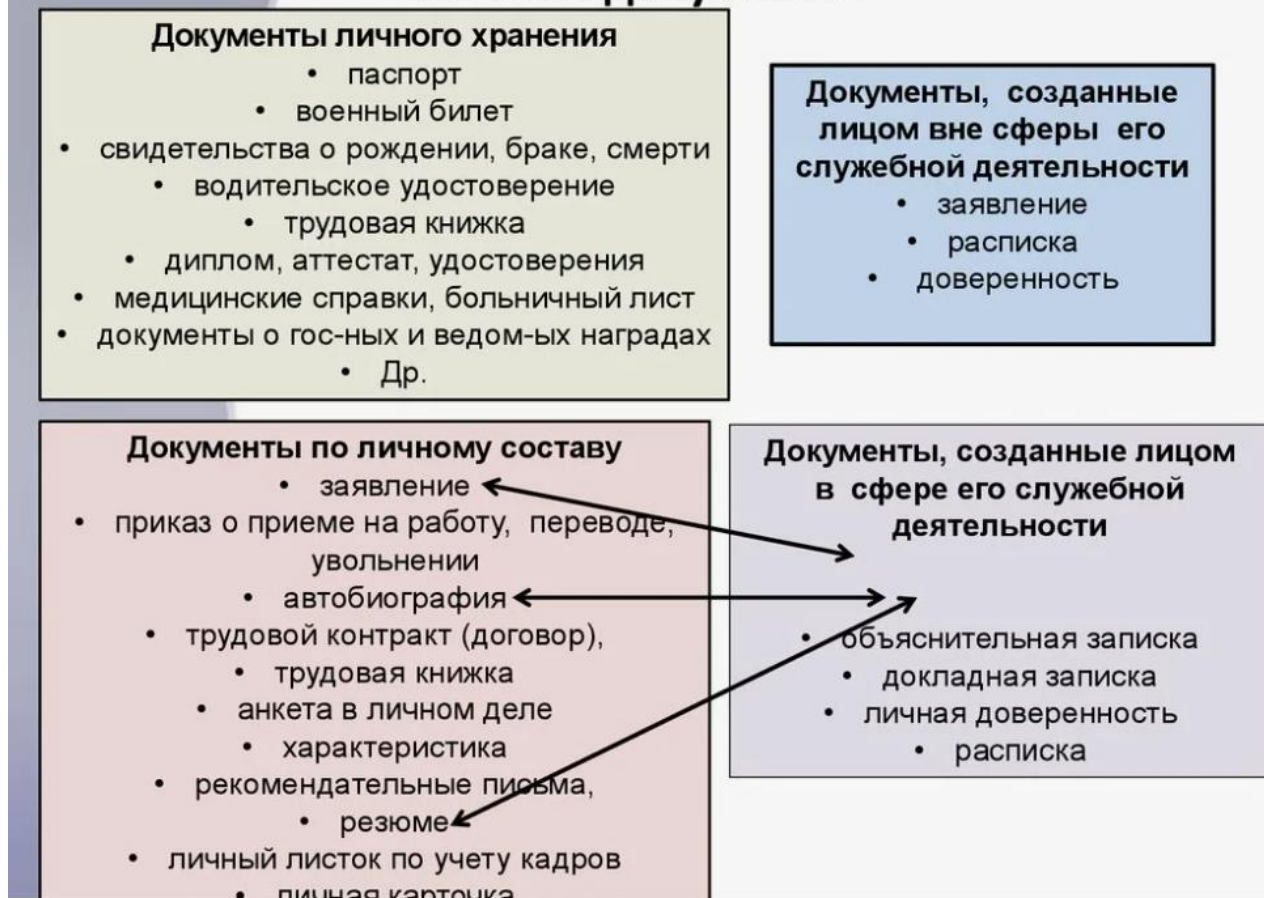 Документы личного хранения
• паспорт
• военный билет
• свидетельства о рождении, браке, смерти
• водительское удостоверение
• трудовая книжка
• диплом, аттестат, удостоверения
• медицинские справки, больничный лист
• документы о гос-ных и ведом-ых наградах
• Др.
Документы, созданные
лицом вне сферы его
служебной деятельности
• заявление
• расписка
• доверенность
Документы по личному составу
• заявление
• приказ о приеме на работу, переводе,
увольнении
• автобиография
• трудовой контракт (договор),
• трудовая книжка
• анкета в личном деле
• характеристика
• рекомендательные письма,
• резюме
• личный листок по учету кадров
• личная карточка
Документы, созданные лицом
в сфере его служебной
деятельности
• объяснительная записка
• докладная записка
• личная доверенность
• расписка